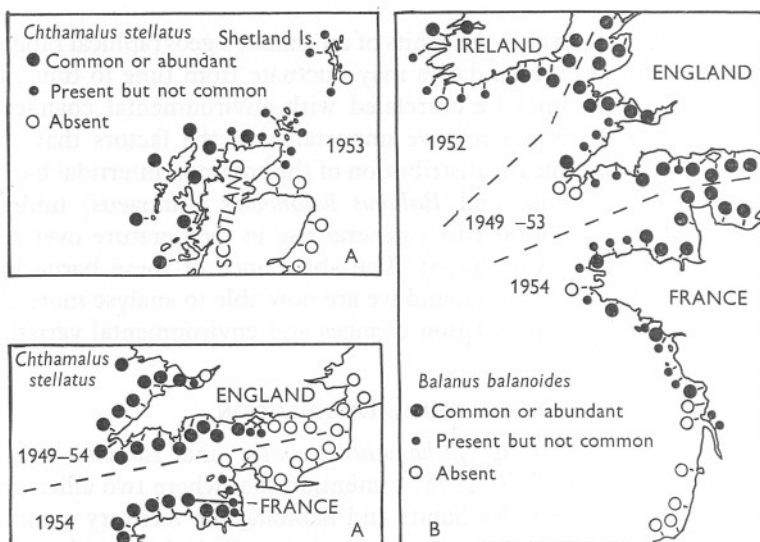 Chthamalus stellatus
Common or abundant
Present but not common
Absent
Shetland Is.
1953
SCOTLAND
A
Chthamalus
stellatus
ENGLAND
1949–54
1954
FRANCE
A
IRELAND
ENGLAND
1952
1949–53
1954
FRANCE
Balanus balanoides
Common or abundant
Present but not common
Absent
B